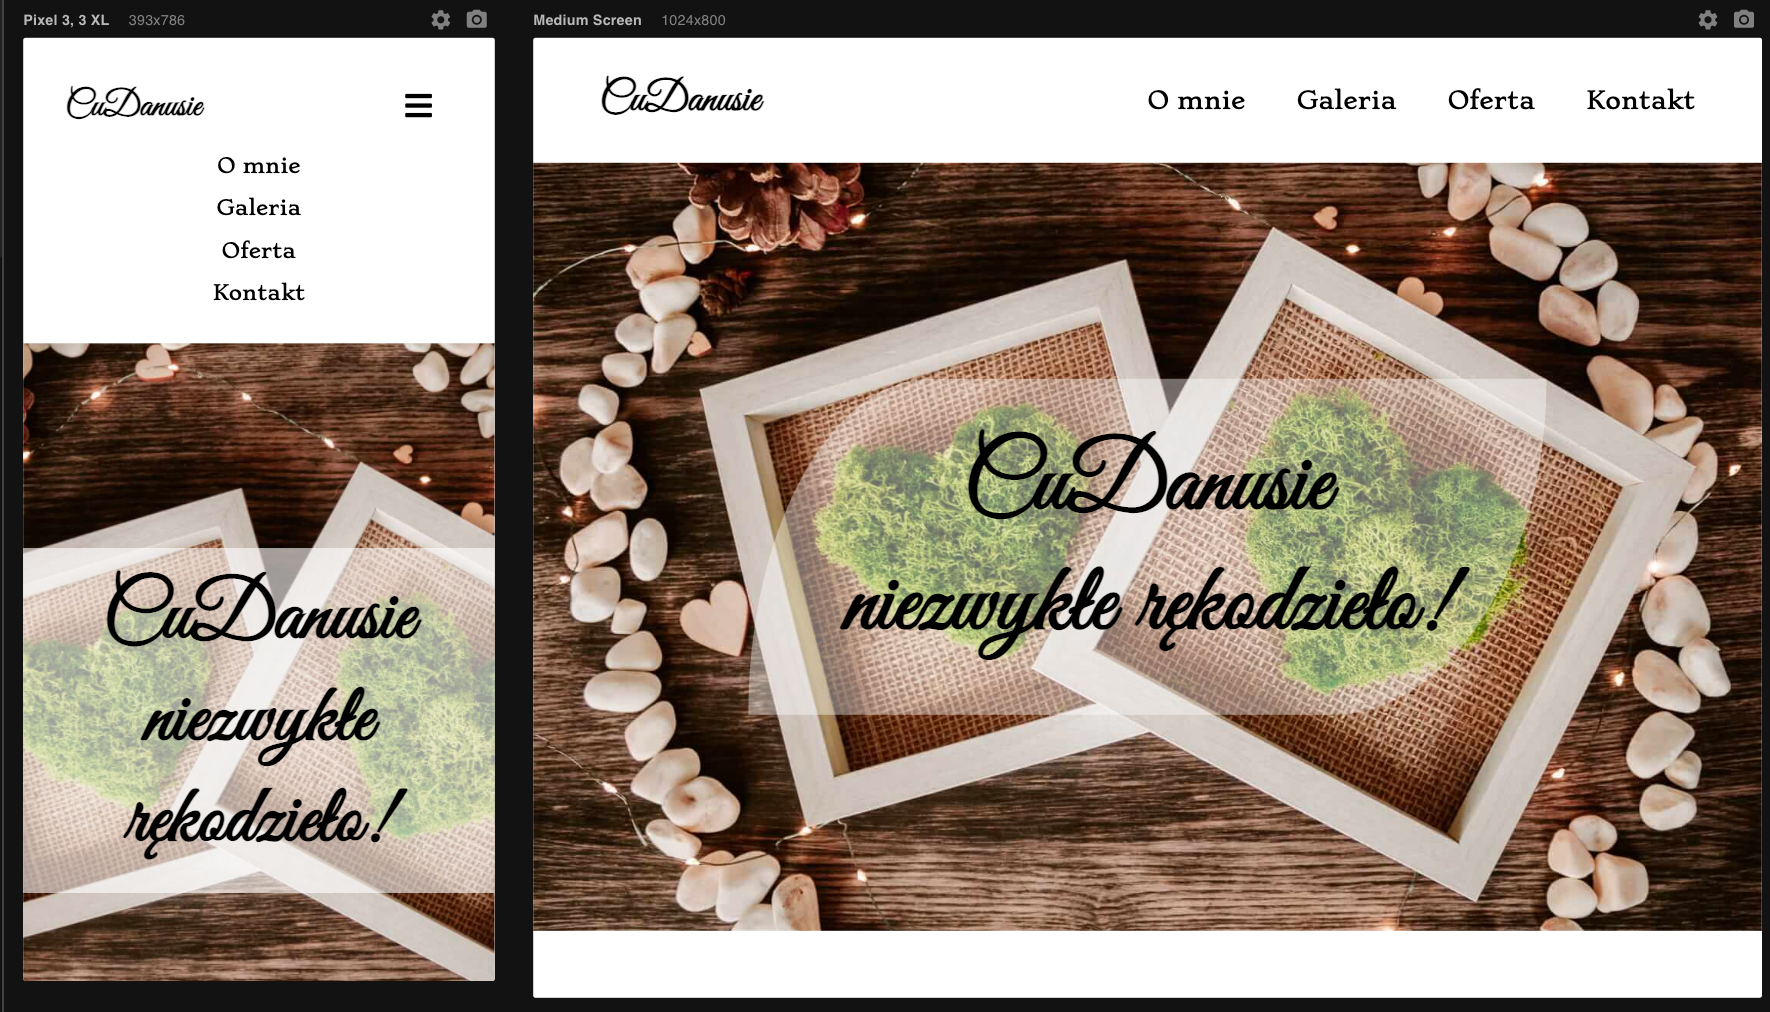 Pixel 3, 3 XL 393x786
CuDanusie
O mnie
Galeria
Oferta
Kontakt
CuDanusie
niezwykłe
rękodzieło!
Medium Screen 1024x800
CuDanusie O mnie Galeria Oferta Kontakt
CuDanusie
niezwykłe rękodzieło!